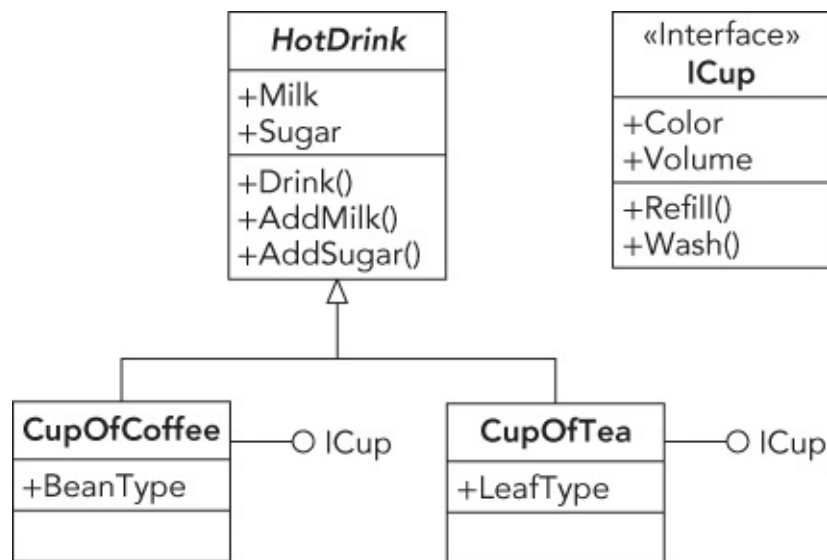 HotDrink
+Milk
+Sugar
+Drink()
+AddMilk()
+AddSugar()
«Interface»
ICup
+Color
+Volume
+Refill()
+Wash()
CupOfCoffee
+BeanType
ICup
CupOfTea
+LeafType
ICup